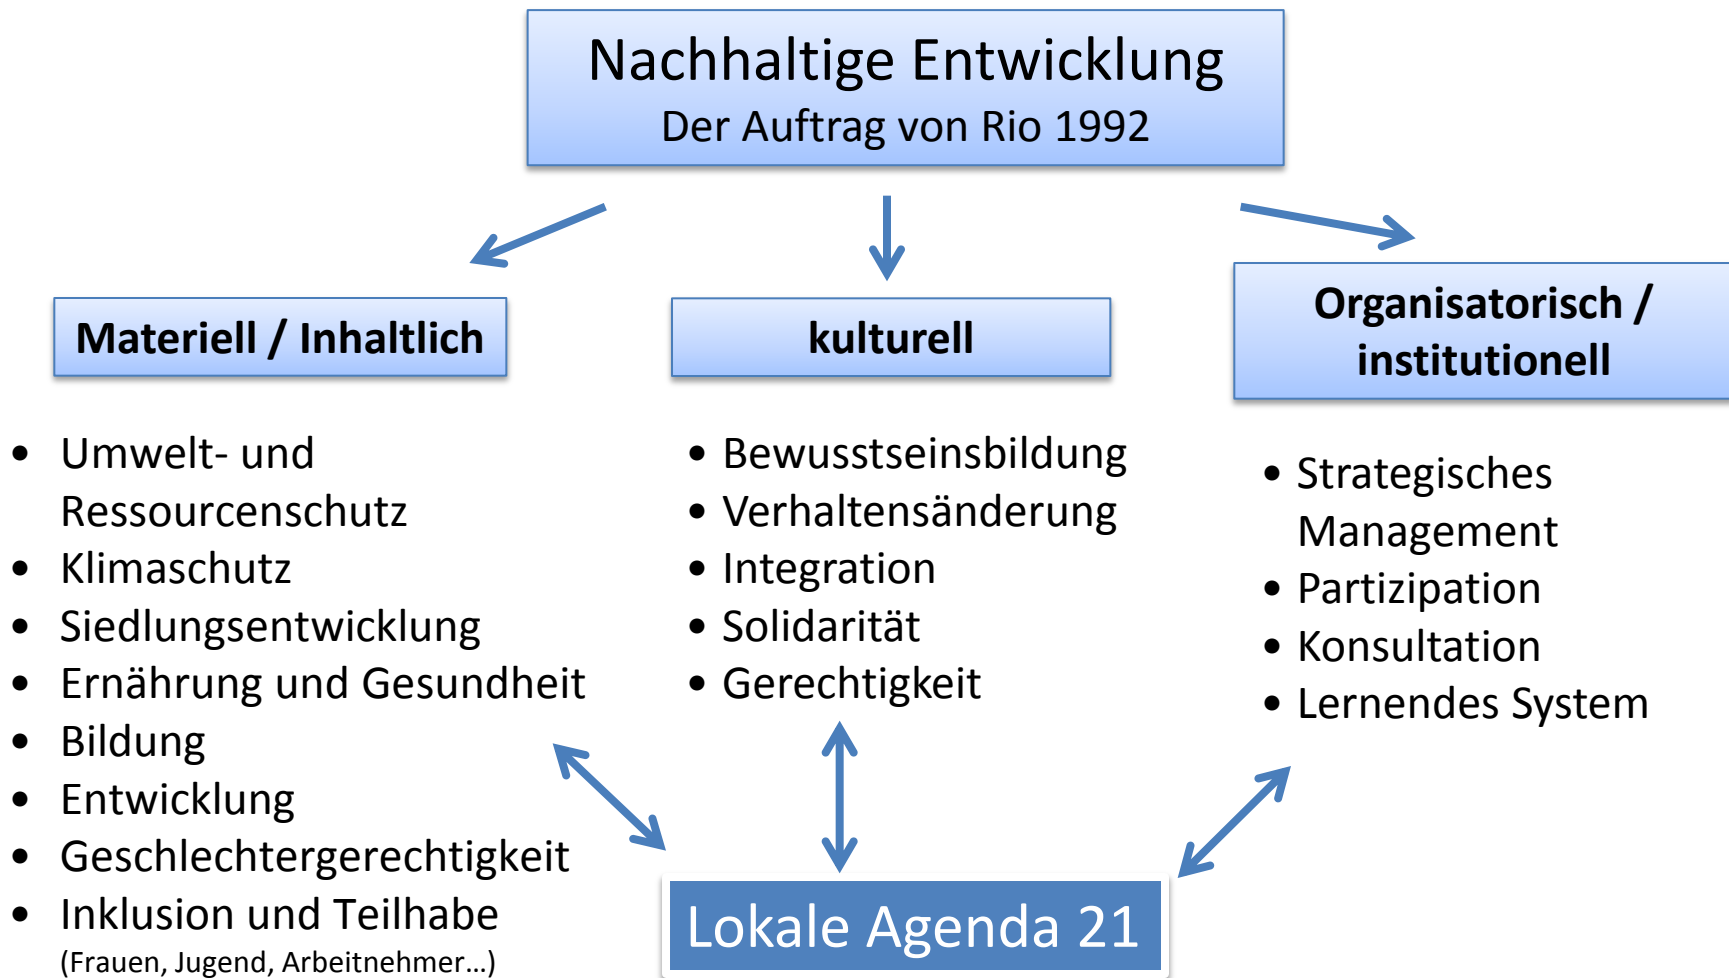 Nachhaltige Entwicklung
Der Auftrag von Rio 1992
Materiell / Inhaltlich
• Umwelt- und
Ressourcenschutz
• Klimaschutz
• Siedlungsentwicklung
• Ernährung und Gesundheit
• Bildung
• Entwicklung
• Geschlechtergerechtigkeit
• Inklusion und Teilhabe
(Frauen, Jugend, Arbeitnehmer...)
kulturell
• Bewusstseinsbildung
• Verhaltensänderung
• Integration
• Solidarität
• Gerechtigkeit
Organisatorisch /
institutionell
• Strategisches
Management
• Partizipation
• Konsultation
• Lernendes System
Lokale Agenda 21